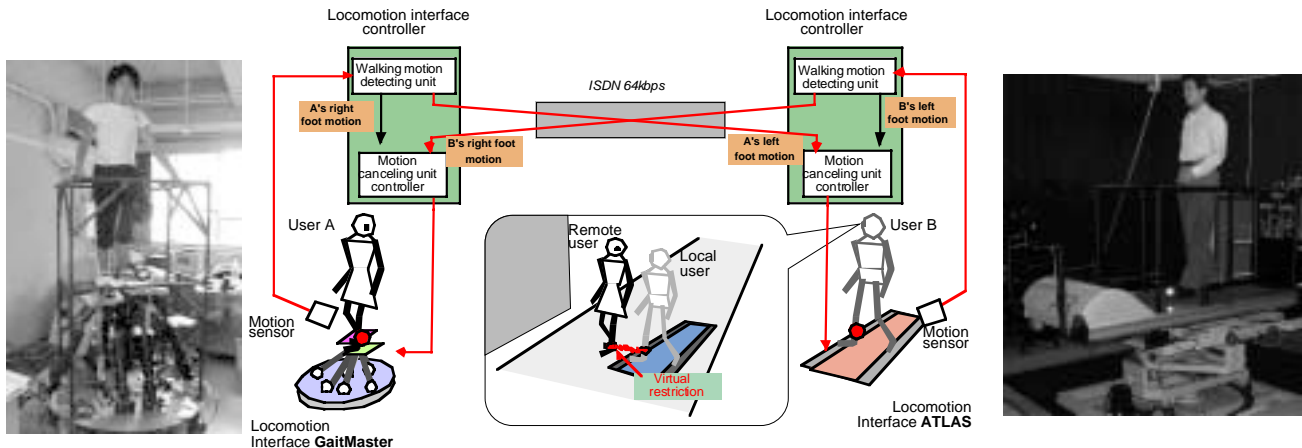 Locomotion interface
controller
Walking motion
detecting unit
A's right
foot motion
B's right foot
motion
Motion
canceling unit
controller
ISDN 64kbps
Locomotion interface
controller
Walking motion
detecting unit
B's left
foot motion
A's left
foot motion
Motion
canceling unit
controller
User A
Motion
sensor
Locomotion
Interface GaitMaster
Remote
user
Local
user
Virtual
restriction
User B
Motion
sensor
Locomotion
Interface ATLAS